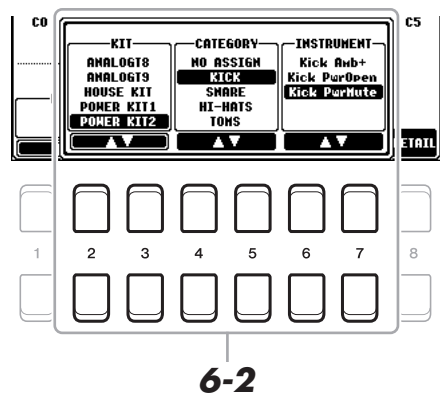 C0
C5
KIT
CATEGORY
INSTRUMENT
ANALOGT8
ANALOGT9
HOUSE KIT
POWER KIT1
POWER KIT2
NO ASSIGN
KICK
SNARE
HI-HATS
TOMS
Kick Amb+
Kick PwrOpen
Kick PwrMute
ETAIL
1 2 3 4 5 6 7 8
6-2